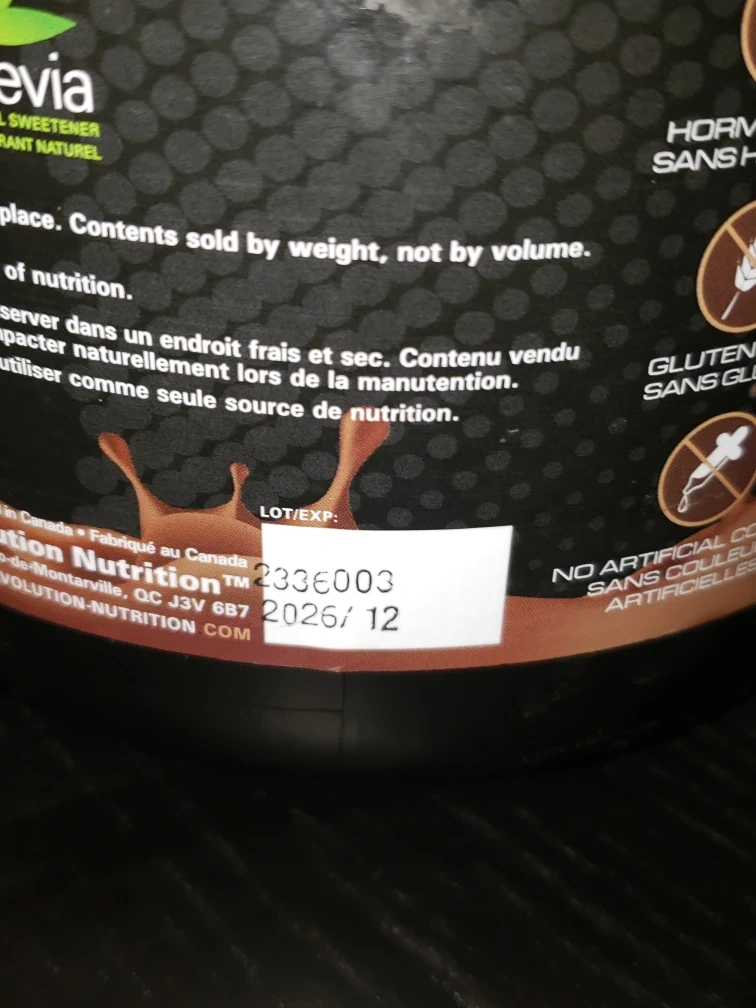 evia
L SWEETENER
RANT NATUREL
place. Contents sold by weight, not by volume.
of nutrition.
server dans un endroit frais et sec. Contenu vendu
mpacter naturellement lors de la manutention.
utiliser comme seule source de nutrition.
in Canada • Fabriqué au Canada
ution Nutrition™
o-de-Montarville, QC J3V 6B7
VOLUTION-NUTRITION.COM
LOT/EXP:
2336003
2026/ 12
HORM
SANS H
GLUTEN
SANS GLU
NO ARTIFICIAL CO
SANS COULEU
ARTIFICIELLES